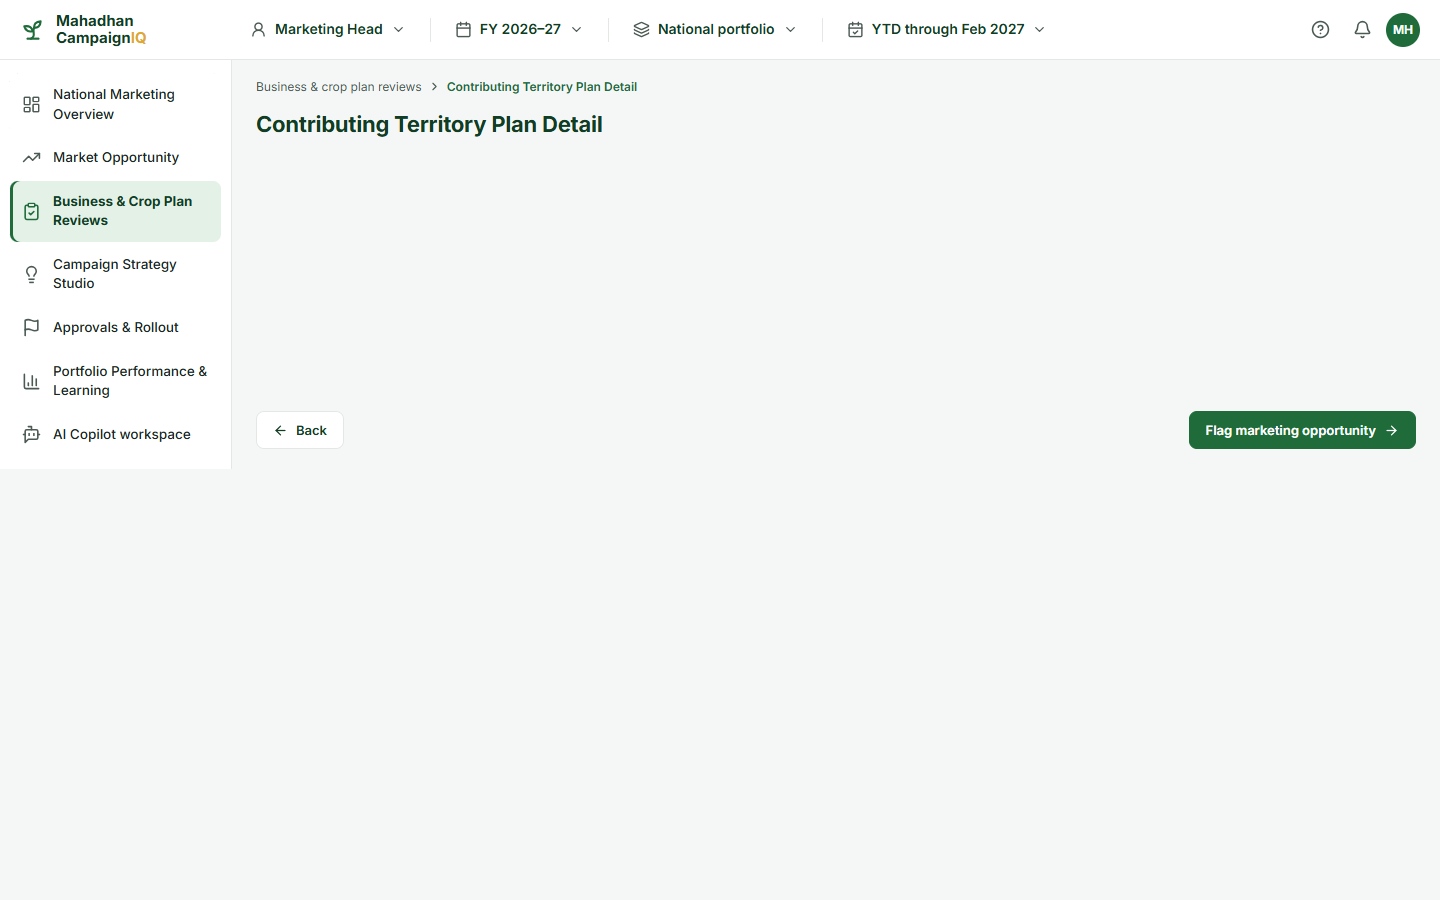 Mahadhan
CampaignIQ
Marketing Head
FY 2026–27
National portfolio
YTD through Feb 2027
MH
National Marketing
Overview
Market Opportunity
Business & Crop Plan
Reviews
Campaign Strategy
Studio
Approvals & Rollout
Portfolio Performance &
Learning
AI Copilot workspace
Business & crop plan reviews
Contributing Territory Plan Detail
Contributing Territory Plan Detail
Back
Flag marketing opportunity